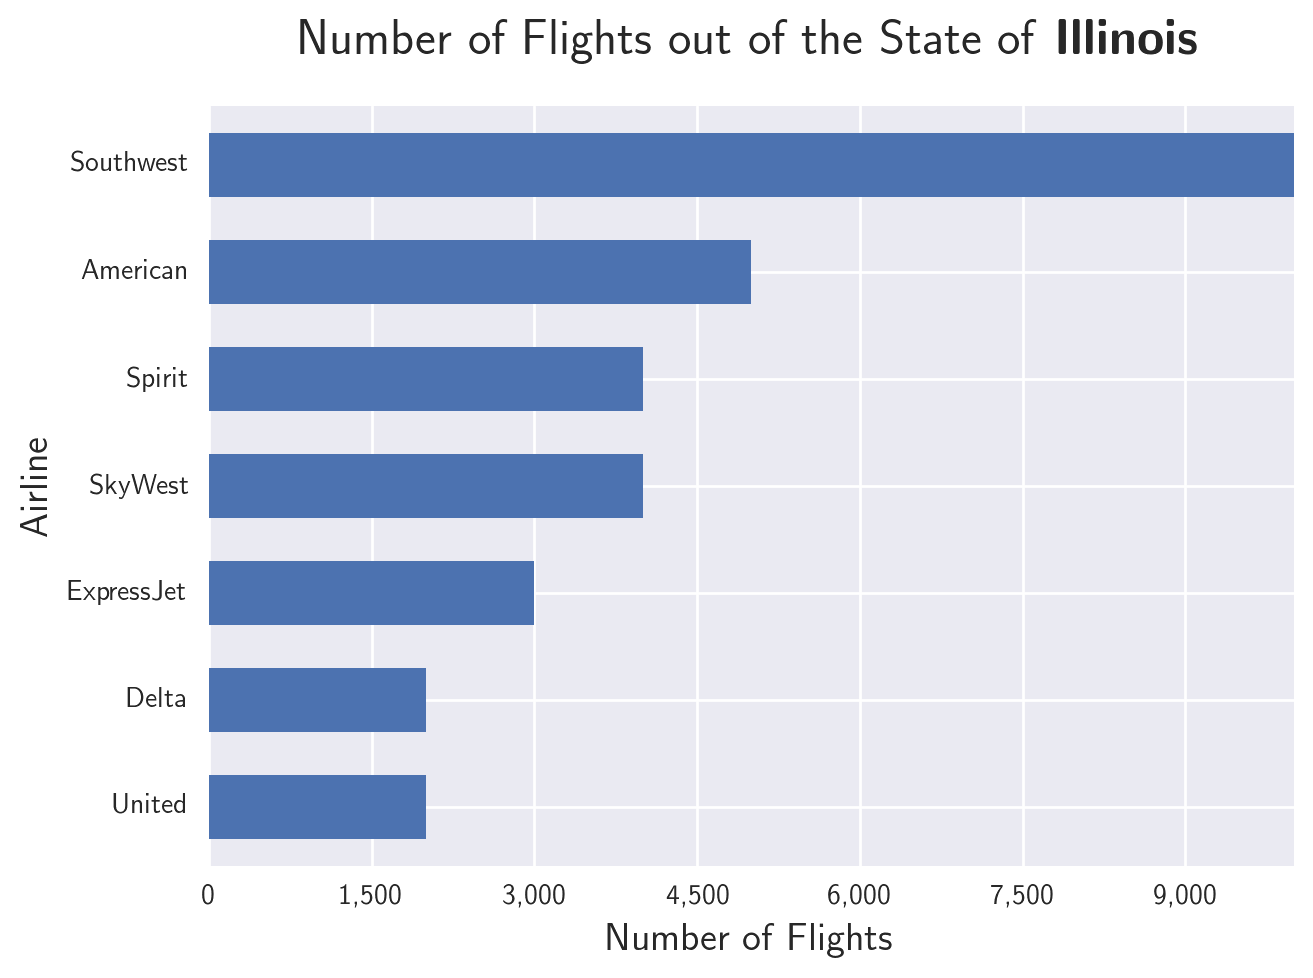 Number of Flights out of the State of Illinois
Southwest
American
Spirit
SkyWest
ExpressJet
Delta
United
Airline
0 1,500 3,000 4,500 6,000 7,500 9,000
Number of Flights